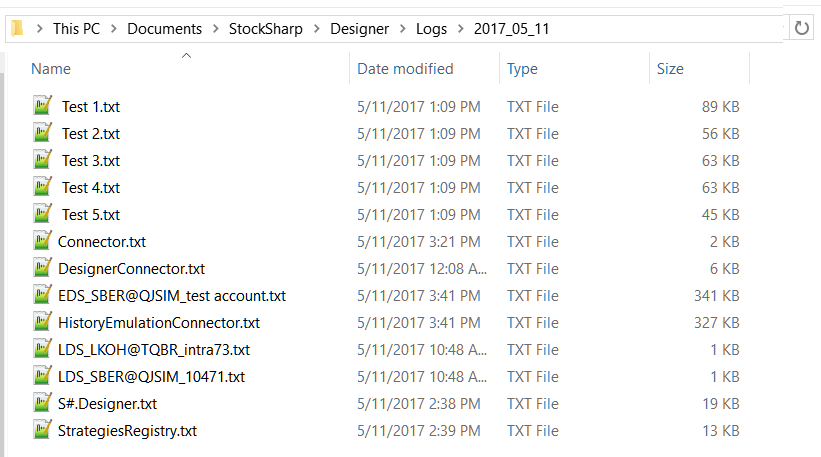 This PC > Documents > StockSharp > Designer > Logs > 2017_05_11
Name Date modified Type Size
Test 1.txt 5/11/2017 1:09 PM TXT File 89 KB
Test 2.txt 5/11/2017 1:09 PM TXT File 56 KB
Test 3.txt 5/11/2017 1:09 PM TXT File 63 KB
Test 4.txt 5/11/2017 1:09 PM TXT File 63 KB
Test 5.txt 5/11/2017 1:09 PM TXT File 45 KB
Connector.txt 5/11/2017 3:21 PM TXT File 2 KB
DesignerConnector.txt 5/11/2017 12:08 A... TXT File 6 KB
EDS_SBER@QJSIM_test account.txt 5/11/2017 3:41 PM TXT File 341 KB
HistoryEmulationConnector.txt 5/11/2017 3:41 PM TXT File 327 KB
LDS_LKOH@TQBR_intra73.txt 5/11/2017 10:48 A... TXT File 1 KB
LDS_SBER@QJSIM_10471.txt 5/11/2017 10:48 A... TXT File 1 KB
S#.Designer.txt 5/11/2017 2:38 PM TXT File 19 KB
StrategiesRegistry.txt 5/11/2017 2:39 PM TXT File 13 KB